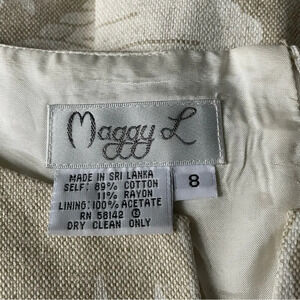 Maggy L
MADE IN SRI LANKA
SELF: 89% COTTON
11% RAYON
LINING: 100% ACETATE
RN 58142 ©
DRY CLEAN ONLY
8